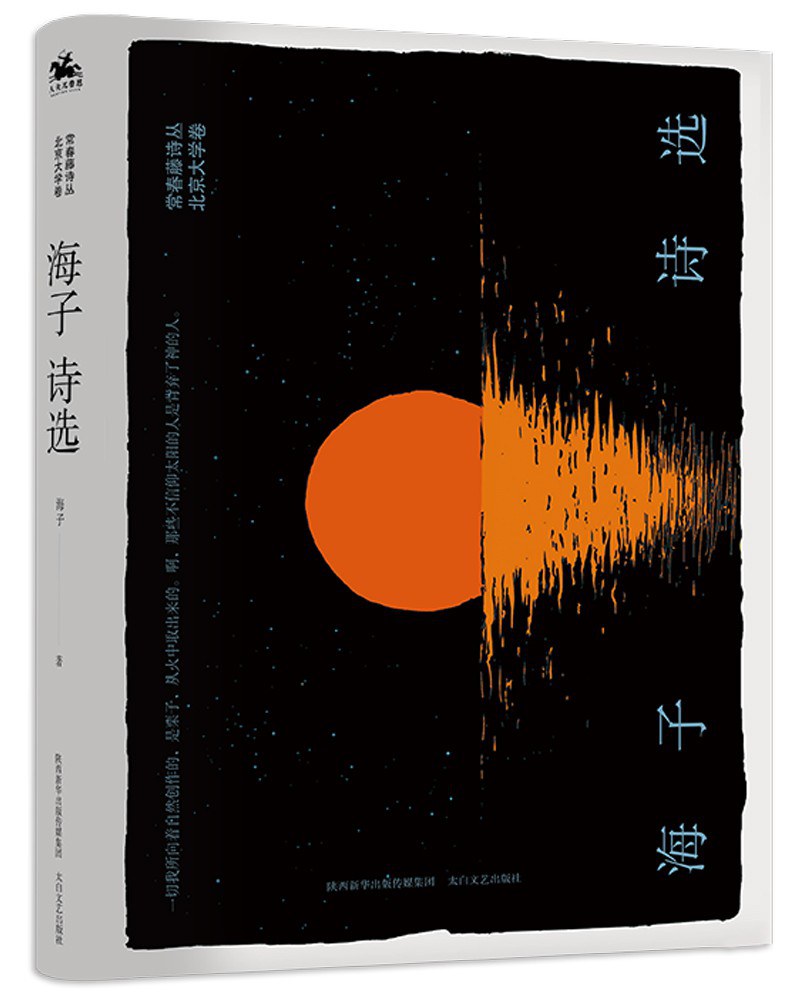 常春藤诗丛
北京大学卷
海子诗选
海子
著
陕西新华出版传媒集团 太白文艺出版社
海子诗选
常春藤诗丛
北京大学卷
一切我所向着自然创作的，是栗子，从火中取出来的。啊，那些不信仰太阳的人是背弃了神的人。
陕西新华出版传媒集团 太白文艺出版社